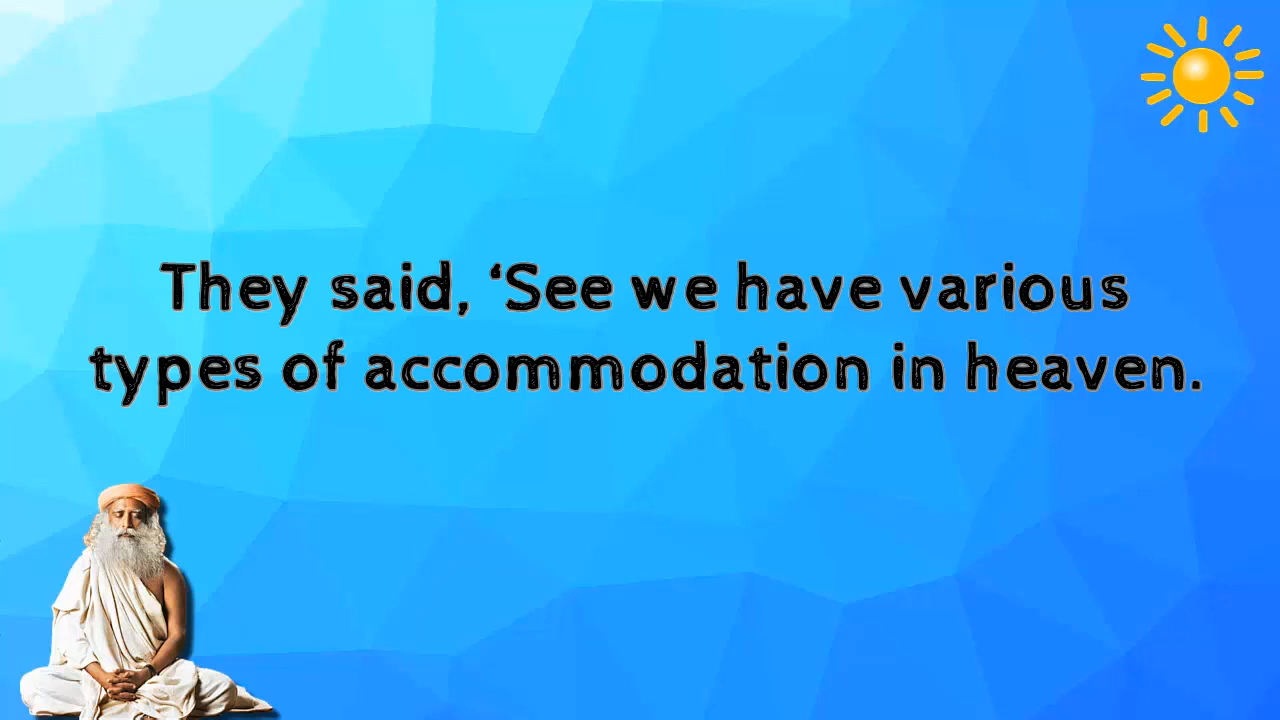 They said, ‘See we have various
types of accommodation in heaven.